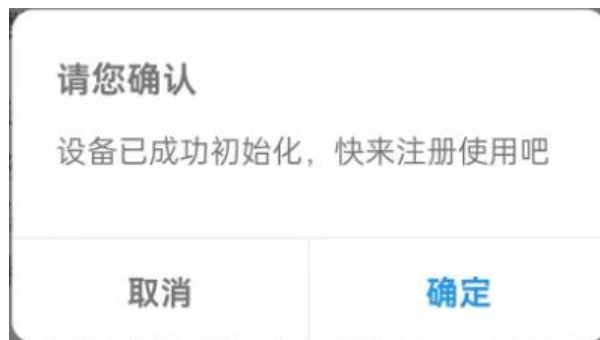 请您确认
设备已成功初始化，快来注册使用吧
取消
确定